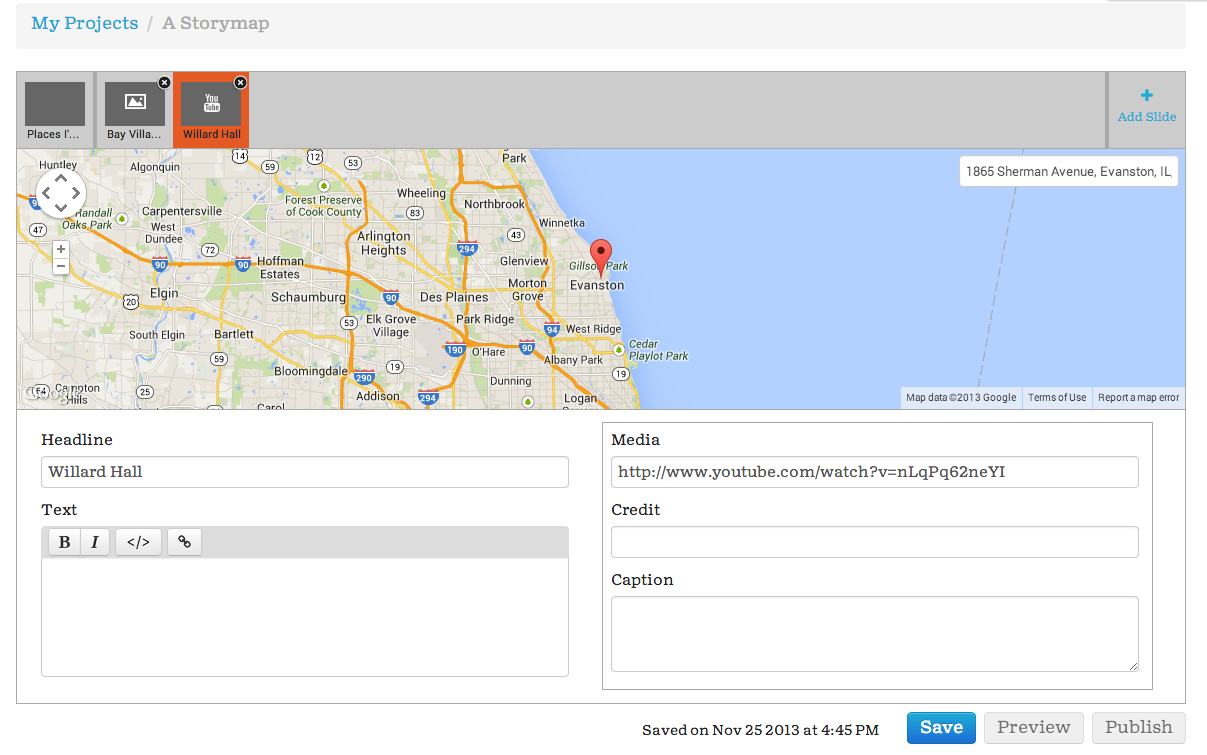 My Projects / A Storymap
Places I'...
Bay Villa...
You
Tube
Willard Hall
+
Add Slide
1865 Sherman Avenue, Evanston, IL,
Huntley
Algonquin
14
59
12
53
Park
Forest Preserve
of Cook County
Wheeling
Northbrook
Randall
Oaks Park
Carpentersville
83
Winnetka
47
West
Dundee
72
Arlington
Heights
294
43
Glenview
Gillson Park
Evanston
+
−
90
90
Hoffman
Estates
Morton
Grove
20
Elgin
Schaumburg
90
Des Plaines
South Elgin
Bartlett
53
Elk Grove
Village
Park Ridge
94
West Ridge
59
190
O'Hare
90
Albany Park
Cedar
Playlot Park
Bloomingdale
290
19
19
Dunning
64
Campton
Hills
25
Carol
Addison
294
Logan
Map data ©2013 Google
Terms of Use
Report a map error
Headline
Willard Hall
Text
B I </>
Media
http://www.youtube.com/watch?v=nLqPq62neYI
Credit
Caption
Saved on Nov 25 2013 at 4:45 PM
Save
Preview
Publish